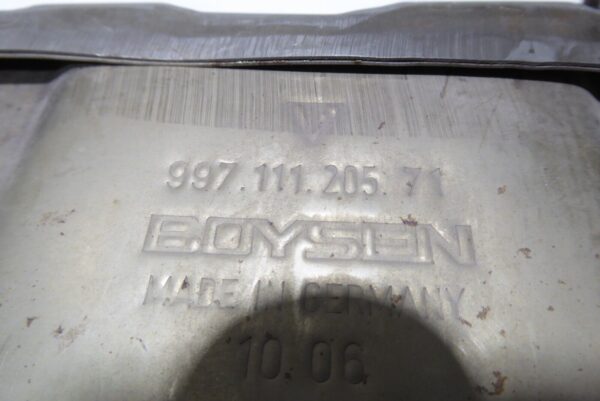 997.111.205.71
BOYSEN
MADE IN GERMANY
10.06